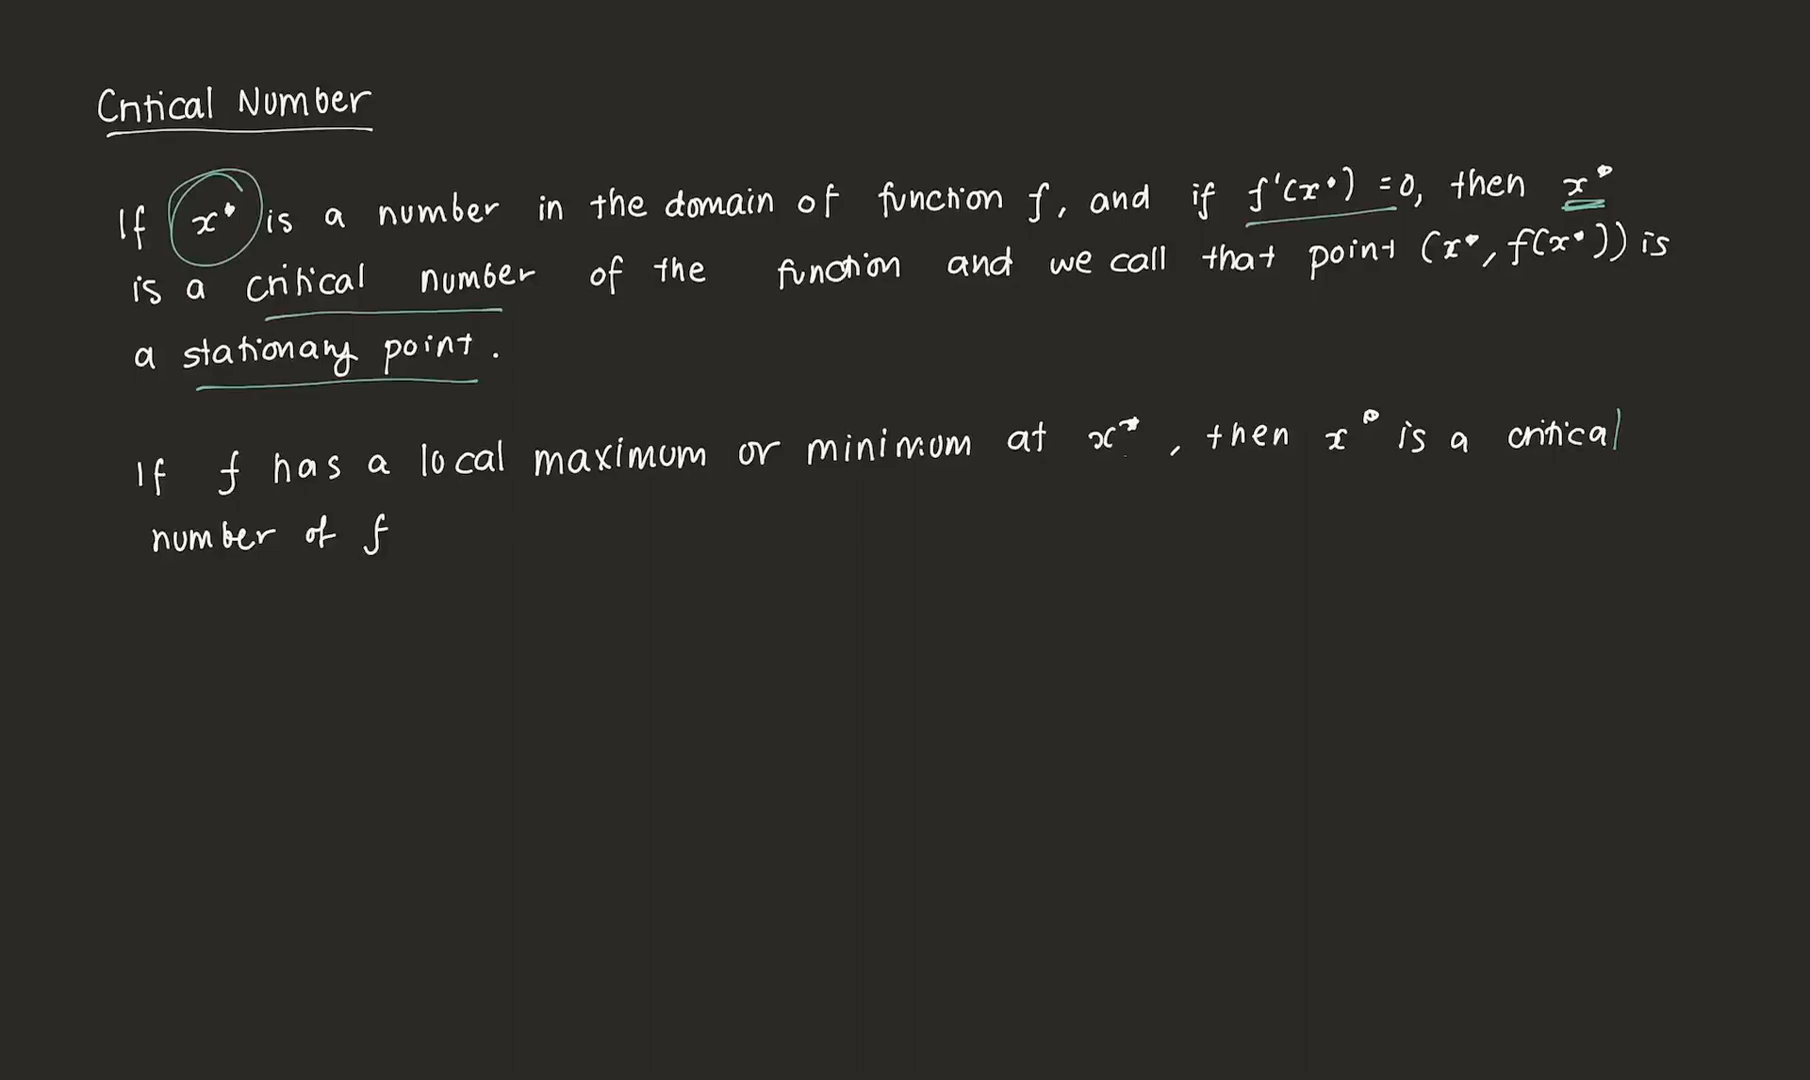 Critical Number
If x* is a number in the domain of function f, and if f'(x*) = 0, then x*
is a critical number of the function and we call that point (x*, f(x*)) is
a stationary point.
If f has a local maximum or minimum at x*, then x* is a critical
number of f